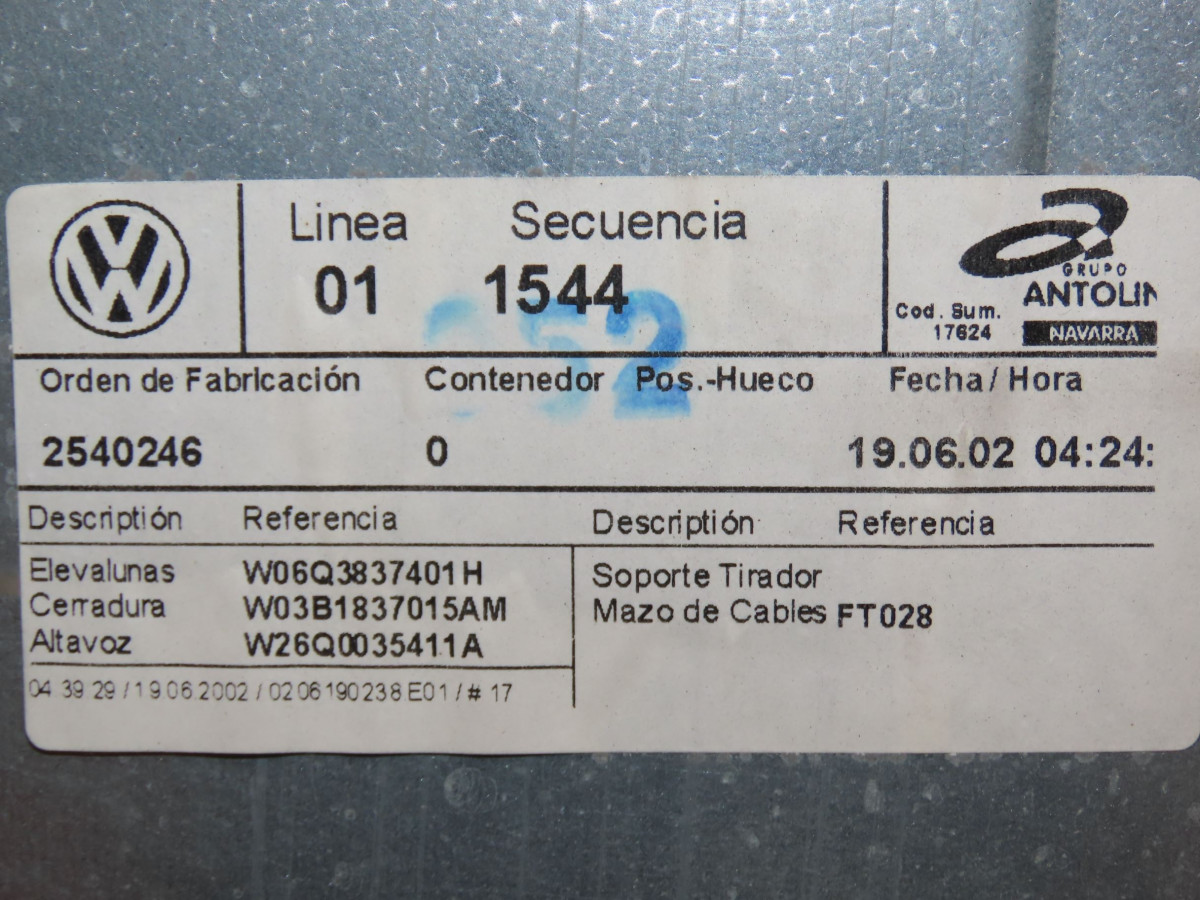 Linea Secuencia
01 1544
GRUPO
ANTOLIN
Cod. Sum.
17624 NAVARRA
Orden de Fabricación Contenedor Pos.-Hueco Fecha/Hora
2540246 0 19.06.02 04:24:
Descriptión Referencia Descriptión Referencia
Elevalunas W06Q3837401H Soporte Tirador
Cerradura W03B1837015AM Mazo de Cables FT028
Altavoz W26Q0035411A
04 39 29/19 06 2002/0206190238E01/# 17